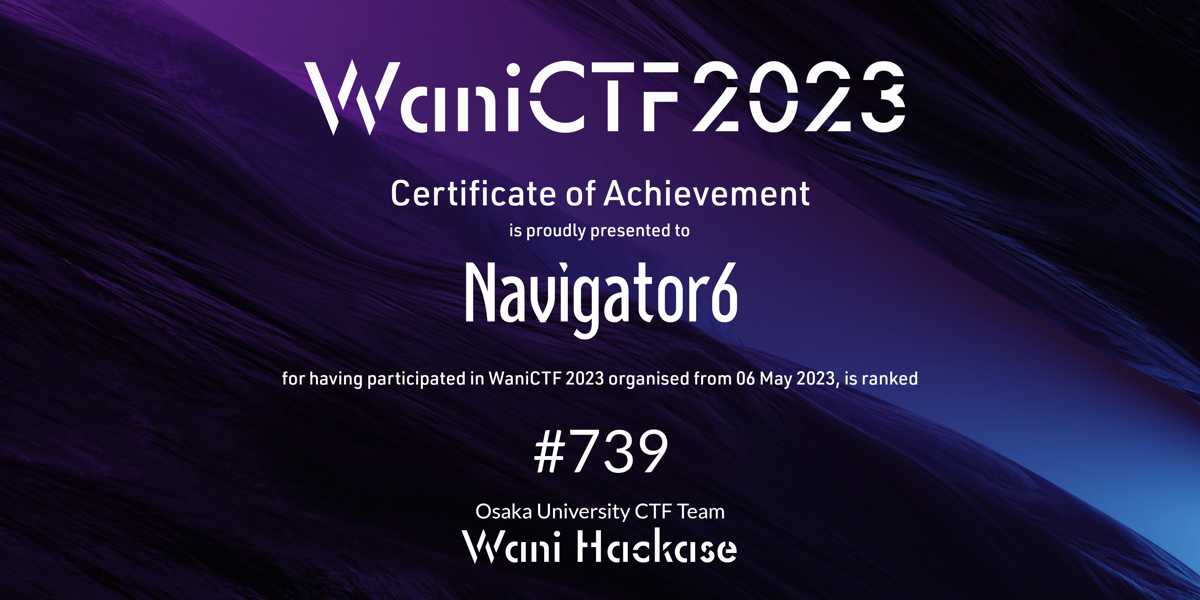 WaniCTF2023
Certificate of Achievement
is proudly presented to
Navigator6
for having participated in WaniCTF 2023 organised from 06 May 2023, is ranked
#739
Osaka University CTF Team
Wani Hackase